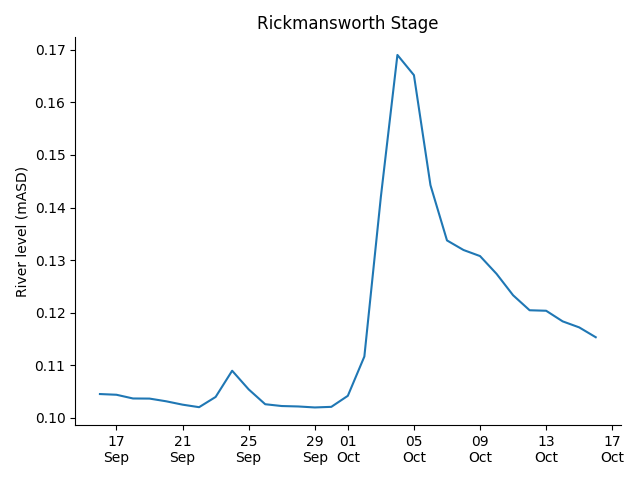 Rickmansworth Stage
River level (mASD)
0.17
0.16
0.15
0.14
0.13
0.12
0.11
0.10
17 21 25 29 01 05 09 13 17
Sep Sep Sep Sep Oct Oct Oct Oct Oct